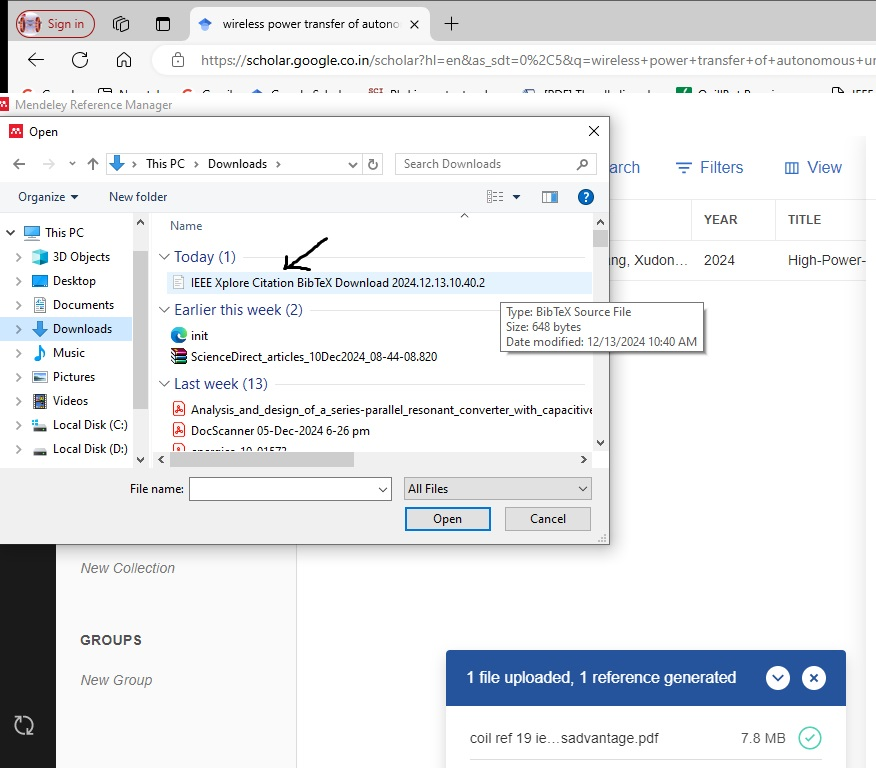 Sign in
wireless power transfer of autono
https://scholar.google.co.in/scholar?hl=en&as_sdt=0%2C5&q=wireless+power+transfer+of+autonomous+un
Mendeley Reference Manager
Open
This PC > Downloads >
Search Downloads
Organize
New folder
Name
This PC
3D Objects
Desktop
Documents
Downloads
Music
Pictures
Videos
Local Disk (C:)
Local Disk (D:)
Today (1)
IEEE Xplore Citation BibTeX Download 2024.12.13.10.40.2
Earlier this week (2)
init
ScienceDirect_articles_10Dec2024_08-44-08.820
Last week (13)
Analysis_and_design_of_a_series-parallel_resonant_converter_with_capacitive
DocScanner 05-Dec-2024 6-26 pm
Type: BibTeX Source File
Size: 648 bytes
Date modified: 12/13/2024 10:40 AM
File name:
All Files
Open
Cancel
arch
Filters
View
YEAR
TITLE
ng, Xudon...
2024
High-Power-
New Collection
GROUPS
New Group
1 file uploaded, 1 reference generated
coil ref 19 ie...sadvantage.pdf
7.8 MB